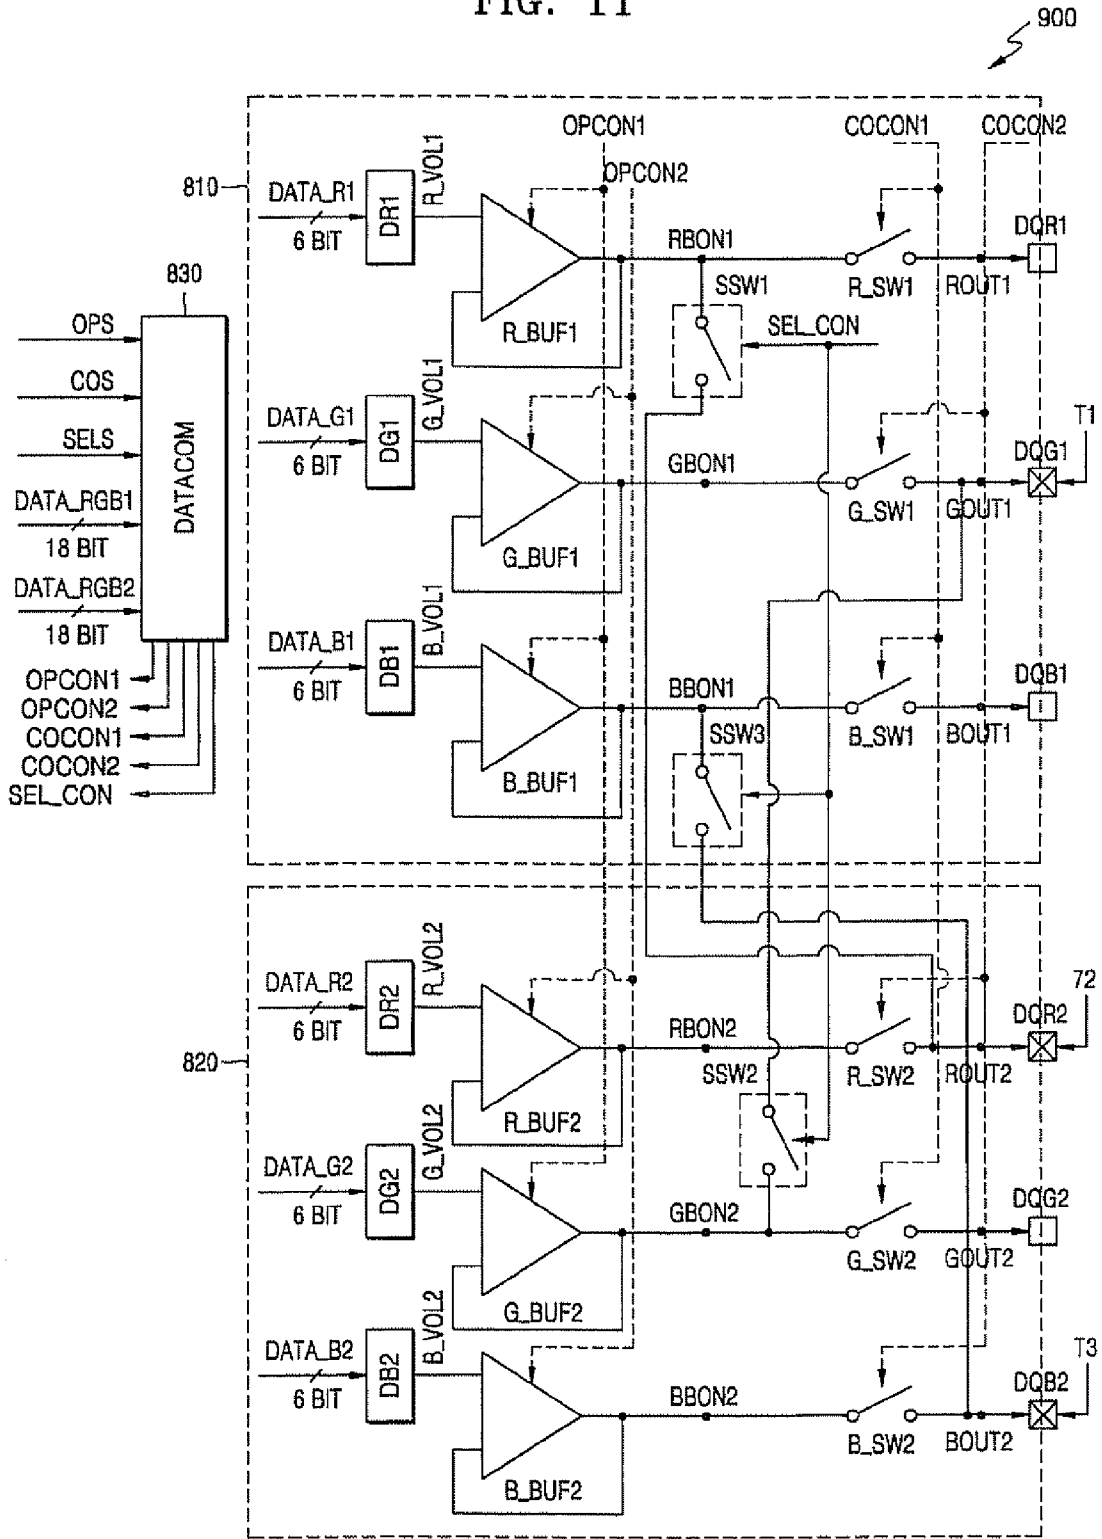 FIG. 11
900
OPCON1
COCON1
COCON2
810
DATA_R1
6 BIT
DR1
R_VOL1
OPCON2
R_BUF1
RBON1
SSW1
R_SW1
ROUT1
DQR1
830
OPS
COS
SELS
DATA_RGB1
18 BIT
DATA_RGB2
18 BIT
DATACOM
OPCON1
OPCON2
COCON1
COCON2
SEL_CON
SEL_CON
DATA_G1
6 BIT
DG1
G_VOL1
G_BUF1
GBON1
G_SW1
GOUT1
DQG1
T1
DATA_B1
6 BIT
DB1
B_VOL1
B_BUF1
BBON1
SSW3
B_SW1
BOUT1
DQB1
820
DATA_R2
6 BIT
DR2
R_VOL2
R_BUF2
RBON2
SSW2
R_SW2
ROUT2
DQR2
72
DATA_G2
6 BIT
DG2
G_VOL2
G_BUF2
GBON2
G_SW2
GOUT2
DQG2
DATA_B2
6 BIT
DB2
B_VOL2
B_BUF2
BBON2
B_SW2
BOUT2
DQB2
T3